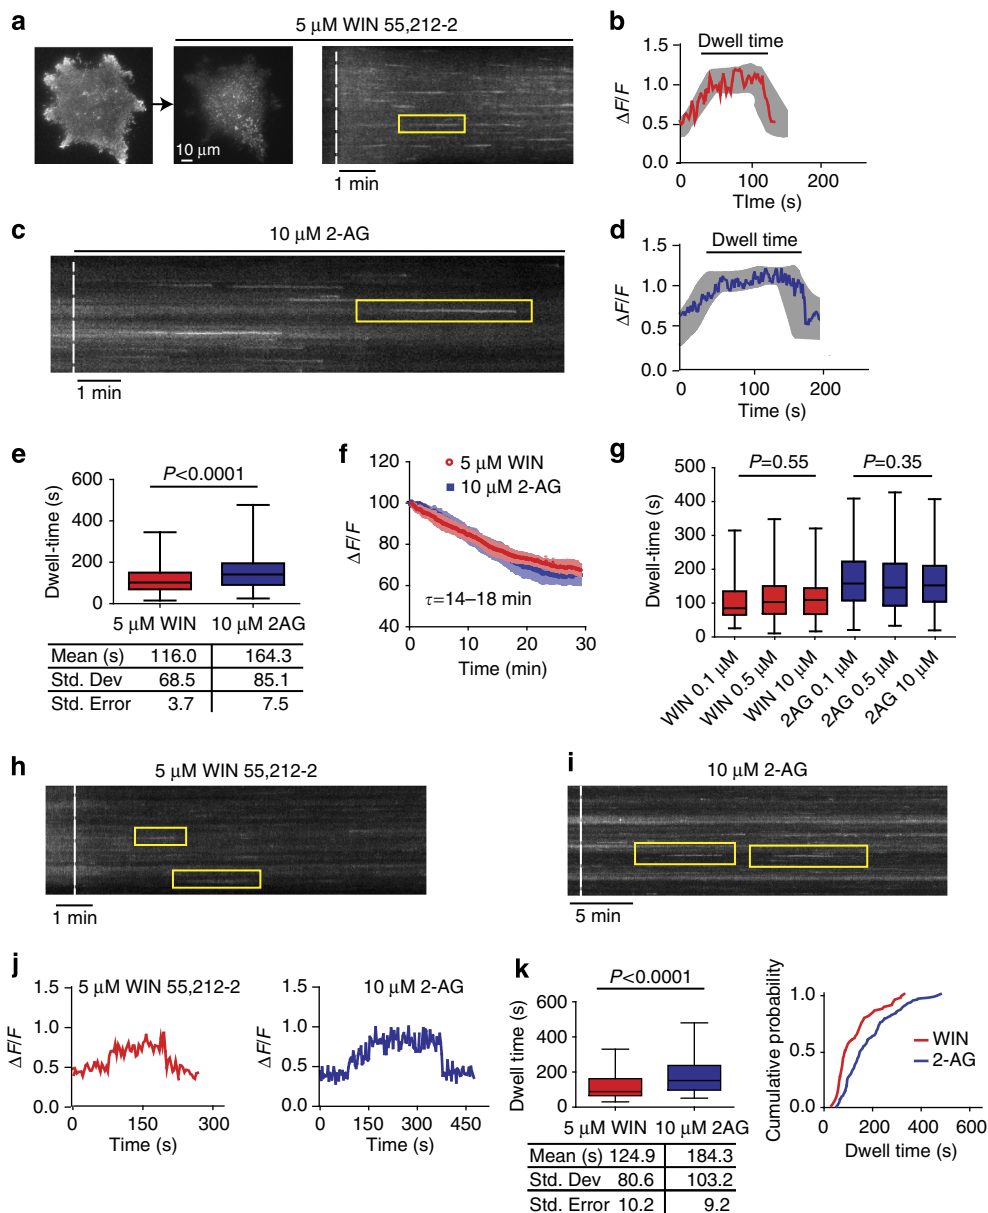 a
5 µM WIN 55,212-2
10 µm
1 min
b
Dwell time
ΔF/F
1.5
1.0
0.5
0.0
0 100 200
TIme (s)
c
10 µM 2-AG
1 min
d
Dwell time
ΔF/F
1.5
1.0
0.5
0.0
0 100 200
Time (s)
e
P<0.0001
Dwell-time (s)
600
400
200
0
5 µM WIN 10 µM 2AG
Mean (s) 116.0 164.3
Std. Dev 68.5 85.1
Std. Error 3.7 7.5
f
5 µM WIN
10 µM 2-AG
ΔF/F
120
100
80
60
40
τ=14–18 min
0 10 20 30
Time (min)
g
P=0.55 P=0.35
Dwell-time (s)
500
400
300
200
100
0
WIN 0.1 µM
WIN 0.5 µM
WIN 10 µM
2AG 0.1 µM
2AG 0.5 µM
2AG 10 µM
h
5 µM WIN 55,212-2
1 min
i
10 µM 2-AG
5 min
j
5 µM WIN 55,212-2
ΔF/F
1.5
1.0
0.5
0.0
0 150 300
Time (s)
10 µM 2-AG
ΔF/F
1.5
1.0
0.5
0.0
0 150 300 450
Time (s)
k
P<0.0001
Dwell time (s)
600
400
200
0
5 µM WIN 10 µM 2AG
Mean (s) 124.9 184.3
Std. Dev 80.6 103.2
Std. Error 10.2 9.2
Cumulative probability
1.0
0.5
0.0
WIN
2-AG
0 200 400 600
Dwell time (s)